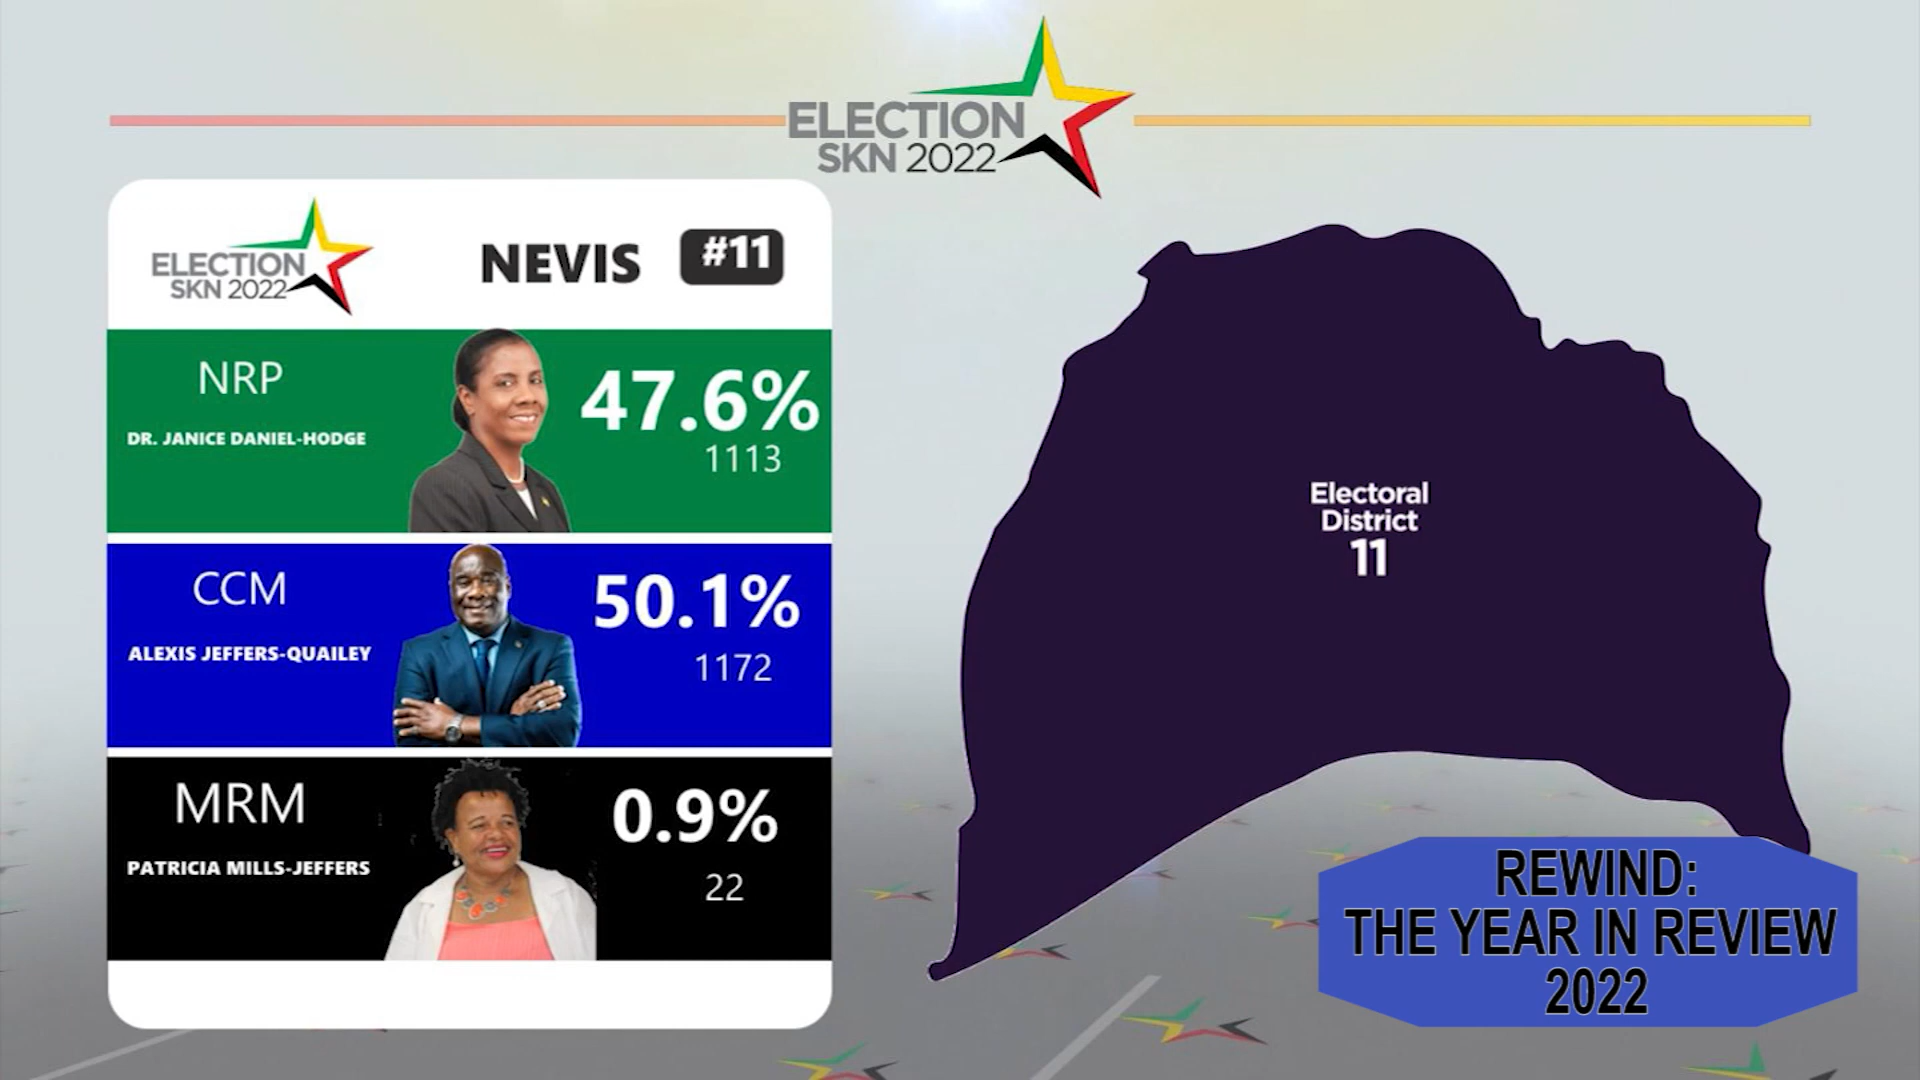 ELECTION
SKN 2022
ELECTION
SKN 2022
NEVIS
#11
NRP
DR. JANICE DANIEL-HODGE
47.6%
1113
CCM
ALEXIS JEFFERS-QUAILEY
50.1%
1172
MRM
PATRICIA MILLS-JEFFERS
0.9%
22
Electoral
District
11
REWIND:
THE YEAR IN REVIEW
2022